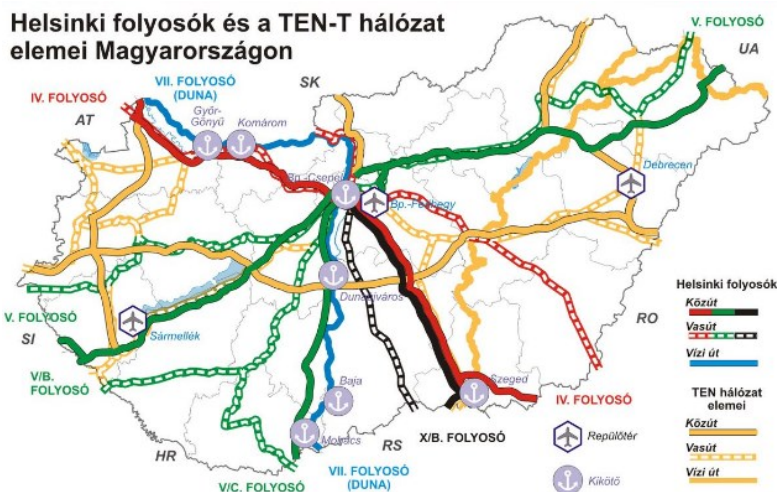 Helsinki folyosók és a TEN-T hálózat
elemei Magyarországon
V. FOLYOSÓ
UA
VII. FOLYOSÓ
(DUNA)
SK
IV. FOLYOSÓ
AT
Győr-
Gönyű
Komárom
Debrecen
Bp.-Csepel
Bp.-Ferihegy
Dunaújváros
Helsinki folyosók
Közút
Vasút
Vízi út
V. FOLYOSÓ
SI
Sármellék
RO
V/B.
FOLYOSÓ
Baja
Szeged
IV. FOLYOSÓ
TEN hálózat
elemei
Közút
Vasút
Vízi út
Mohács
X/B. FOLYOSÓ
Repülőtér
HR
RS
VII. FOLYOSÓ
(DUNA)
V/C. FOLYOSÓ
Kikötő